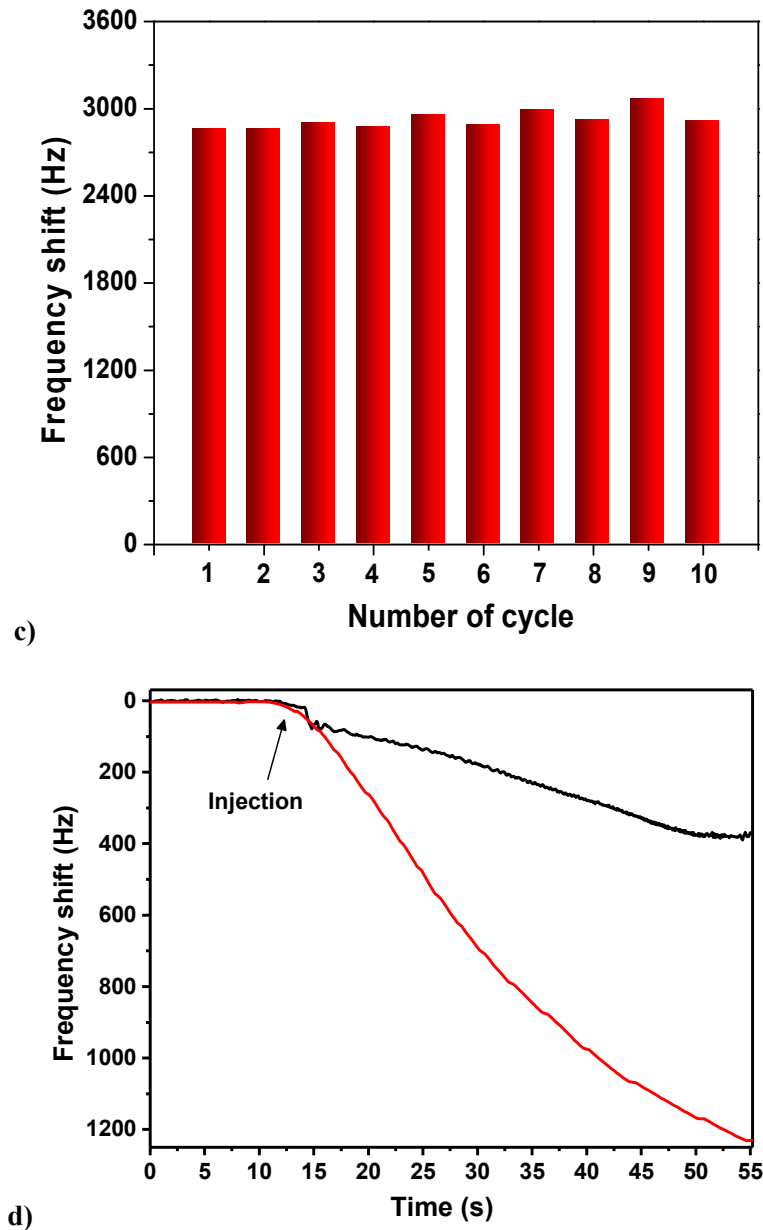 3600
3000
2400
1800
1200
600
0
Frequency shift (Hz)
1 2 3 4 5 6 7 8 9 10
Number of cycle
c)
0
200
400
600
800
1000
1200
Frequency shift (Hz)
Injection
0 5 10 15 20 25 30 35 40 45 50 55
Time (s)
d)